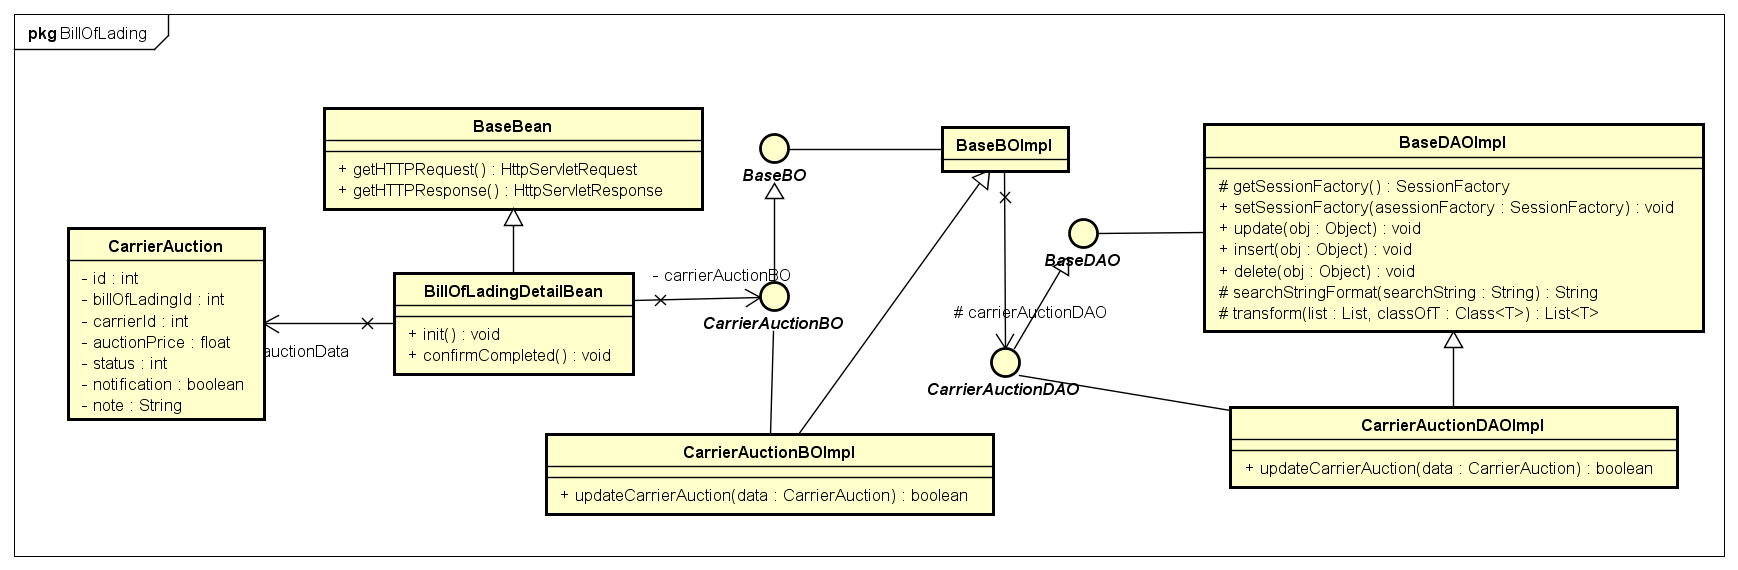 pkg BillOfLading
BaseBean
+ getHTTPRequest() : HttpServletRequest
+ getHTTPResponse() : HttpServletResponse
BaseBO
BaseBOImpl
BaseDAOImpl
# getSessionFactory() : SessionFactory
+ setSessionFactory(asessionFactory : SessionFactory) : void
+ update(obj : Object) : void
+ insert(obj : Object) : void
+ delete(obj : Object) : void
# searchStringFormat(searchString : String) : String
# transform(list : List, classOfT : Class<T>) : List<T>
BaseDAO
CarrierAuction
- id : int
- billOfLadingId : int
- carrierId : int
- auctionPrice : float
- status : int
- notification : boolean
- note : String
auctionData
BillOfLadingDetailBean
+ init() : void
+ confirmCompleted() : void
- carrierAuctionBO
CarrierAuctionBO
# carrierAuctionDAO
CarrierAuctionDAO
CarrierAuctionBOImpl
+ updateCarrierAuction(data : CarrierAuction) : boolean
CarrierAuctionDAOImpl
+ updateCarrierAuction(data : CarrierAuction) : boolean